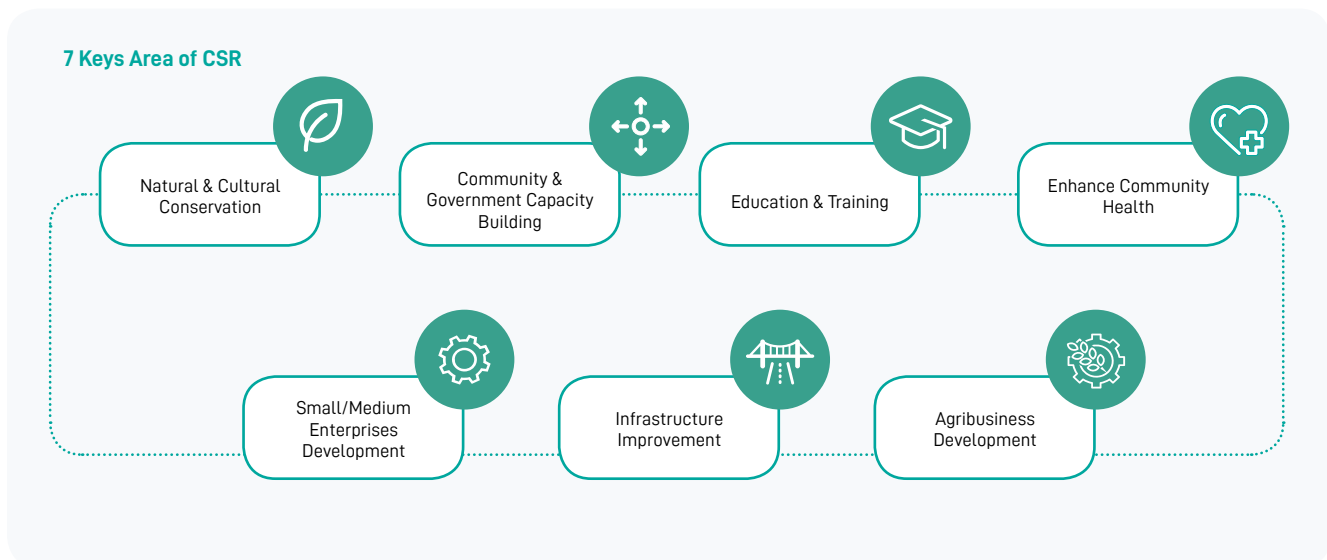 7 Keys Area of CSR
Natural & Cultural
Conservation
Community &
Government Capacity
Building
Education & Training
Enhance Community
Health
Small/Medium
Enterprises
Development
Infrastructure
Improvement
Agribusiness
Development